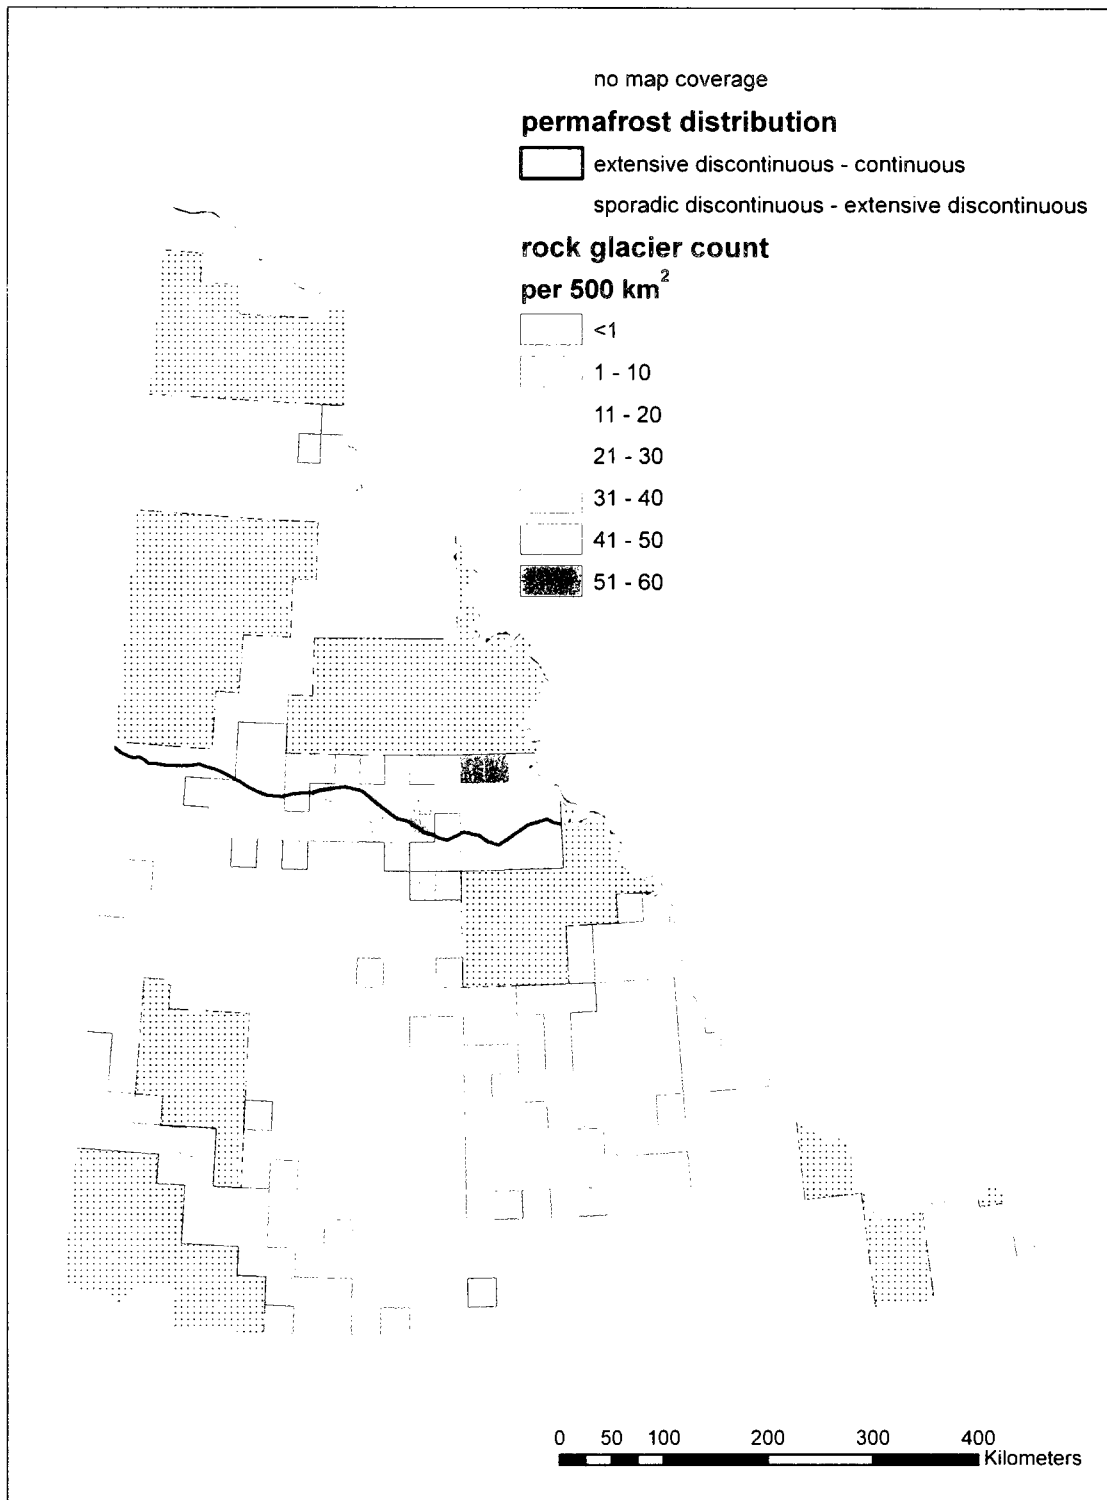 no map coverage
permafrost distribution
extensive discontinuous - continuous
sporadic discontinuous - extensive discontinuous
rock glacier count
per 500 km²
<1
1 - 10
11 - 20
21 - 30
31 - 40
41 - 50
51 - 60
0 50 100 200 300 400
Kilometers